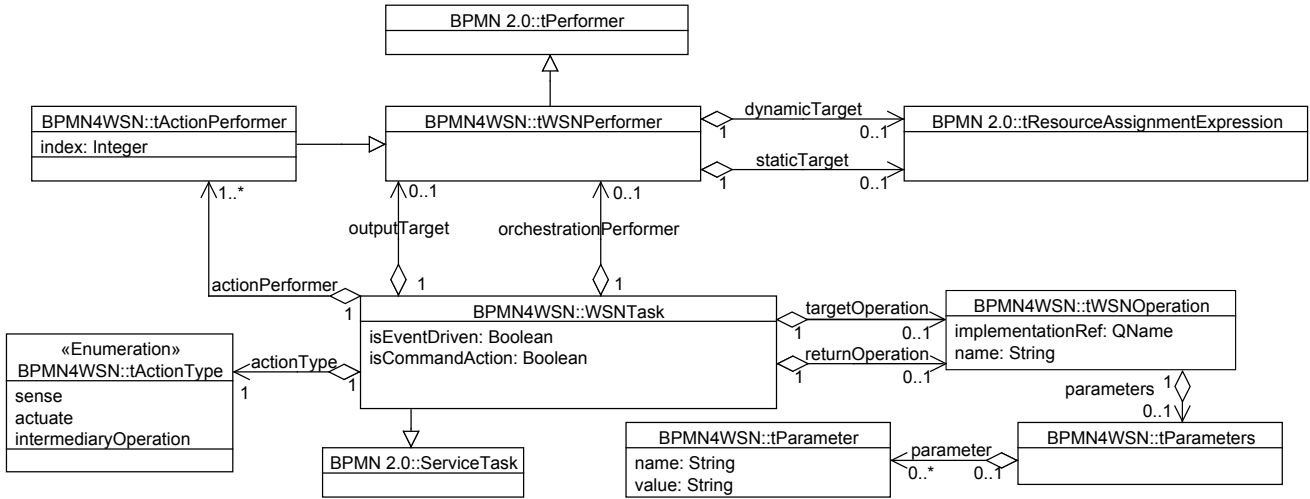 BPMN 2.0::tPerformer
BPMN4WSN::tActionPerformer
index: Integer
BPMN4WSN::tWSNPerformer
dynamicTarget
1
0..1
staticTarget
1
0..1
BPMN 2.0::tResourceAssignmentExpression
1..*
0..1
0..1
outputTarget
orchestrationPerformer
actionPerformer
1
1
1
BPMN4WSN::WSNTask
isEventDriven: Boolean
isCommandAction: Boolean
targetOperation
1
0..1
returnOperation
1
0..1
BPMN4WSN::tWSNOperation
implementationRef: QName
name: String
«Enumeration»
BPMN4WSN::tActionType
sense
actuate
intermediaryOperation
actionType
1
1
parameters
1
0..1
BPMN 2.0::ServiceTask
BPMN4WSN::tParameter
name: String
value: String
parameter
0..*
0..1
BPMN4WSN::tParameters